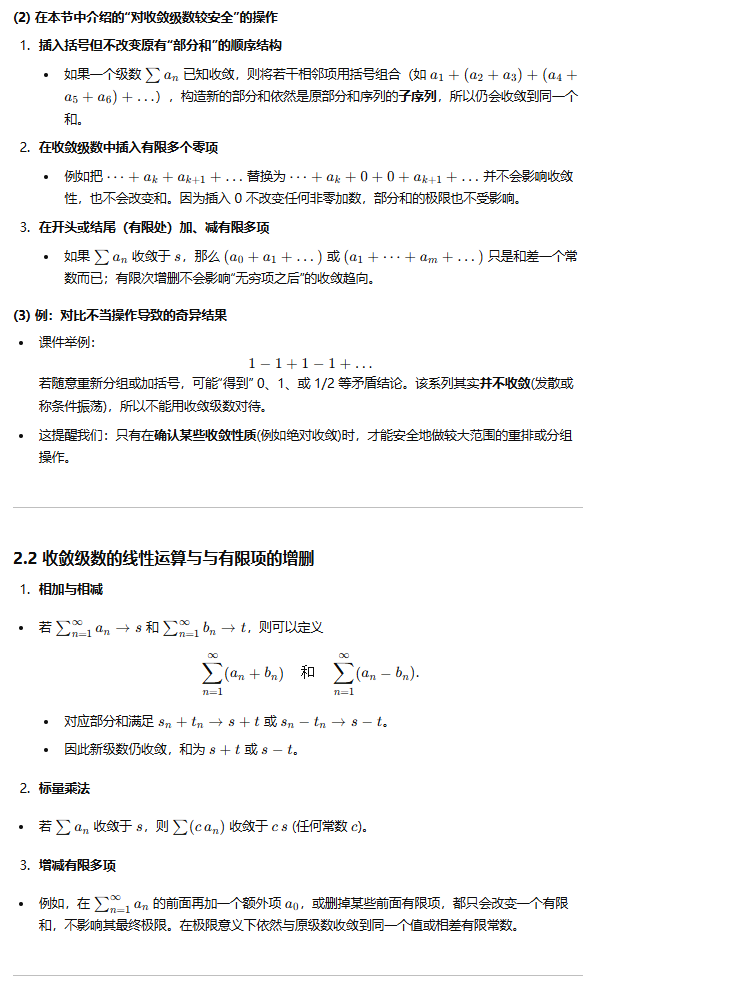 (2) 在本节中介绍的“对收敛级数较安全”的操作
1. 插入括号但不改变原有“部分和”的顺序结构
• 如果一个级数 ∑ aₙ 已知收敛，则将若干相邻项用括号组合（如 a₁ + (a₂ + a₃) + (a₄ +
a₅ + a₆) + …），构造新的部分和依然是原部分和序列的子序列，所以仍会收敛到同一个
和。
2. 在收敛级数中插入有限多个零项
• 例如把 ⋯ + aₖ + aₖ₊₁ + … 替换为 ⋯ + aₖ + 0 + 0 + aₖ₊₁ + … 并不会影响收敛
性，也不会改变和。因为插入 0 不改变任何非零加数，部分和的极限也不受影响。
3. 在开头或结尾（有限处）加、减有限多项
• 如果 ∑ aₙ 收敛于 s，那么 (a₀ + a₁ + …) 或 (a₁ + ⋯ + aₘ + …) 只是和差一个常
数而已；有限次增删不会影响“无穷项之后”的收敛趋向。
(3) 例：对比不当操作导致的奇异结果
• 课件举例：
1 − 1 + 1 − 1 + …
若随意重新分组或加括号，可能“得到” 0、1、或 1/2 等矛盾结论。该系列其实并不收敛(发散或
称条件振荡)，所以不能用收敛级数对待。
• 这提醒我们：只有在确认某些收敛性质(例如绝对收敛)时，才能安全地做较大范围的重排或分组
操作。
2.2 收敛级数的线性运算与与有限项的增删
1. 相加与相减
• 若 ∑ₙ₌₁^∞ aₙ → s 和 ∑ₙ₌₁^∞ bₙ → t，则可以定义
∑ₙ₌₁^∞ (aₙ + bₙ) 和 ∑ₙ₌₁^∞ (aₙ − bₙ).
• 对应部分和满足 sₙ + tₙ → s + t 或 sₙ − tₙ → s − t。
• 因此新级数仍收敛，和为 s + t 或 s − t。
2. 标量乘法
• 若 ∑ aₙ 收敛于 s，则 ∑(c aₙ) 收敛于 c s (任何常数 c)。
3. 增减有限多项
• 例如，在 ∑ₙ₌₁^∞ aₙ 的前面再加一个额外项 a₀，或删掉某些前面有限项，都只会改变一个有限
和，不影响其最终极限。在极限意义下依然与原级数收敛到同一个值或相差有限常数。